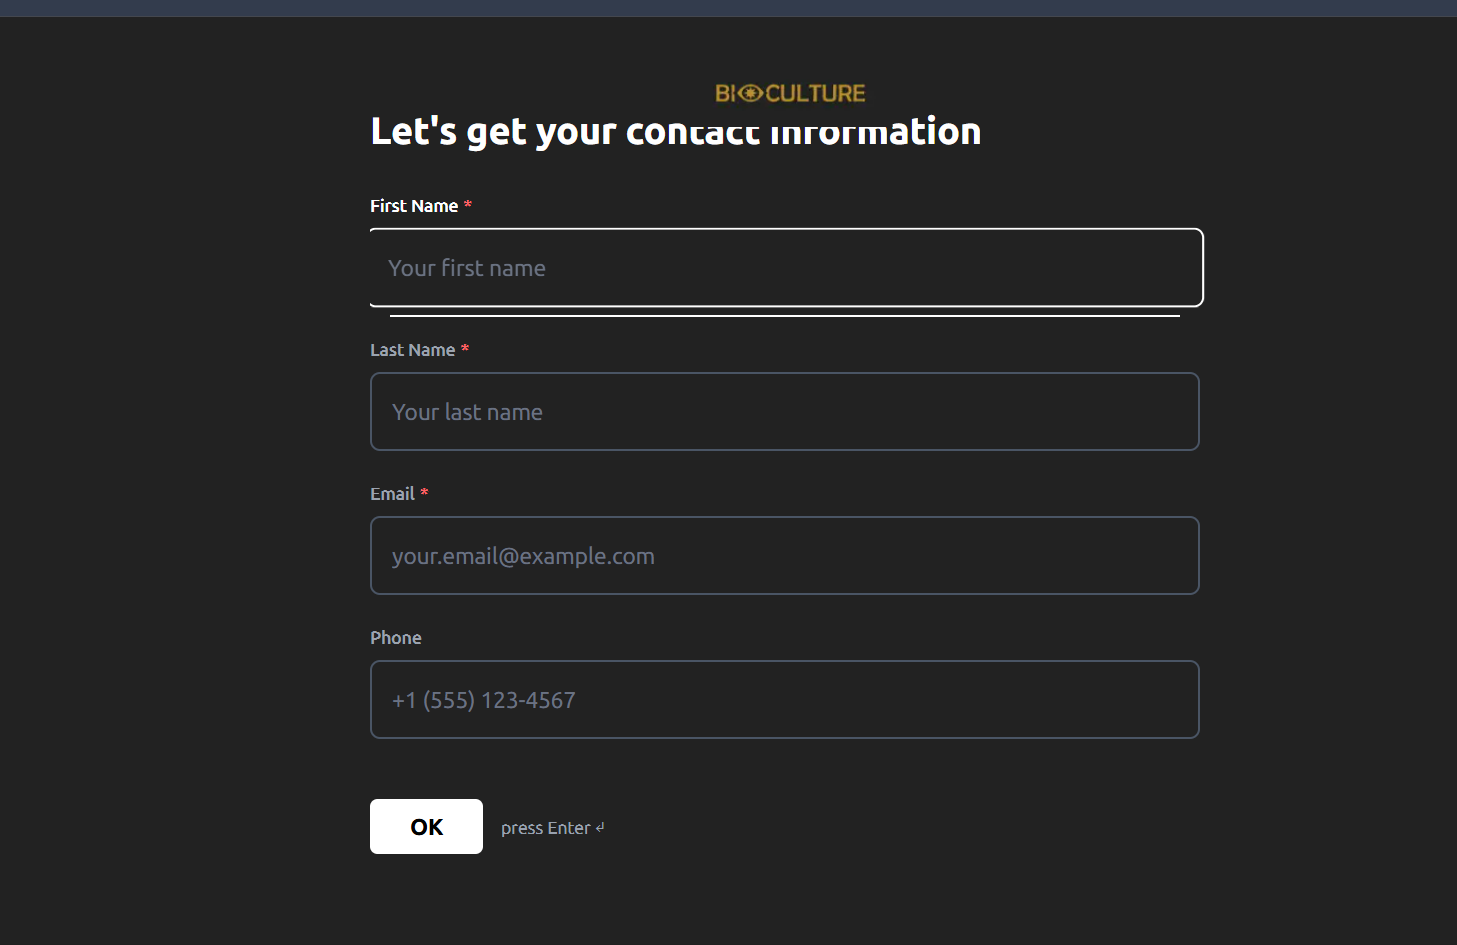 BIOCULTURE
Let's get your contact information
First Name *
Your first name
Last Name *
Your last name
Email *
your.email@example.com
Phone
+1 (555) 123-4567
OK press Enter ↵